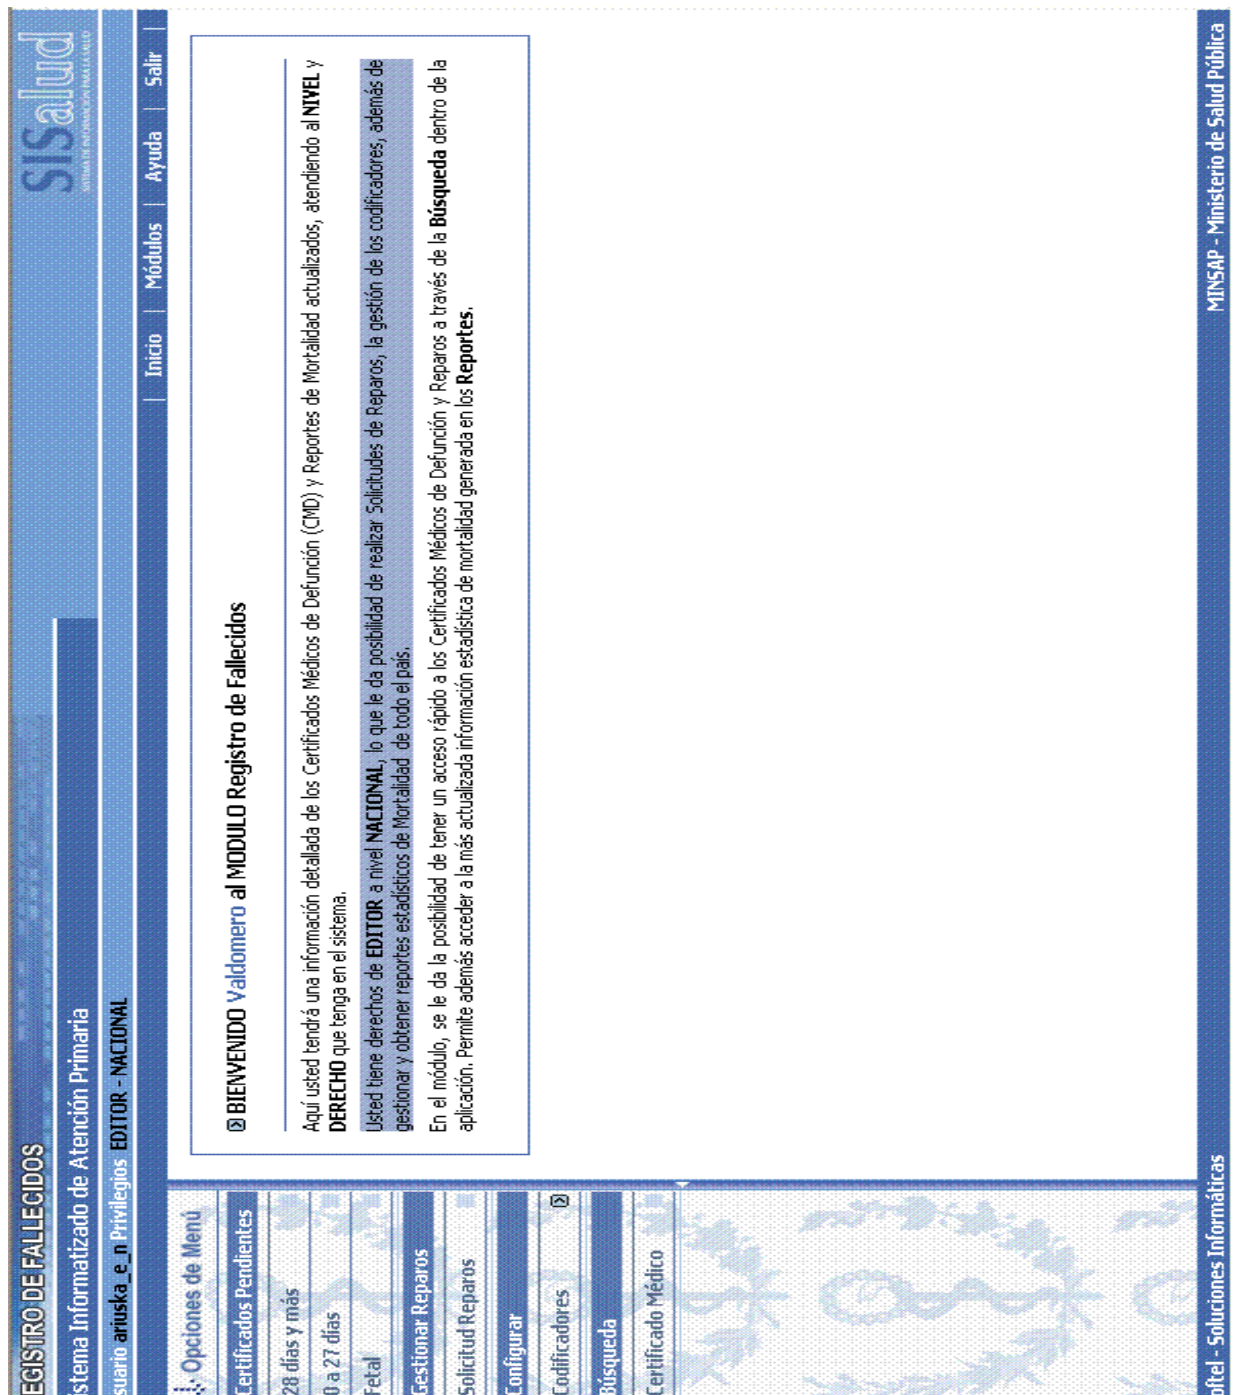 EGISTRO DE FALLECIDOS
SISalud
SISTEMA DE INFORMACIÓN PARA LA SALUD
stema Informatizado de Atención Primaria
suario ariuska_e_n Privilegios EDITOR - NACIONAL
| Inicio | Módulos | Ayuda | Salir |
Opciones de Menú
Certificados Pendientes
28 días y más
0 a 27 días
Fetal
Gestionar Reparos
Solicitud Reparos
Configurar
Codificadores
Búsqueda
Certificado Médico
BIENVENIDO Valdomero al MODULO Registro de Fallecidos
Aquí usted tendrá una información detallada de los Certificados Médicos de Defunción (CMD) y Reportes de Mortalidad actualizados, atendiendo al NIVEL y
DERECHO que tenga en el sistema.
Usted tiene derechos de EDITOR a nivel NACIONAL, lo que le da posibilidad de realizar Solicitudes de Reparos, la gestión de los codificadores, además de
gestionar y obtener reportes estadísticos de Mortalidad de todo el país.
En el módulo, se le da la posibilidad de tener un acceso rápido a los Certificados Médicos de Defunción y Reparos a través de la Búsqueda dentro de la
aplicación. Permite además acceder a la más actualizada información estadística de mortalidad generada en los Reportes.
oftel - Soluciones Informáticas
MINSAP - Ministerio de Salud Pública